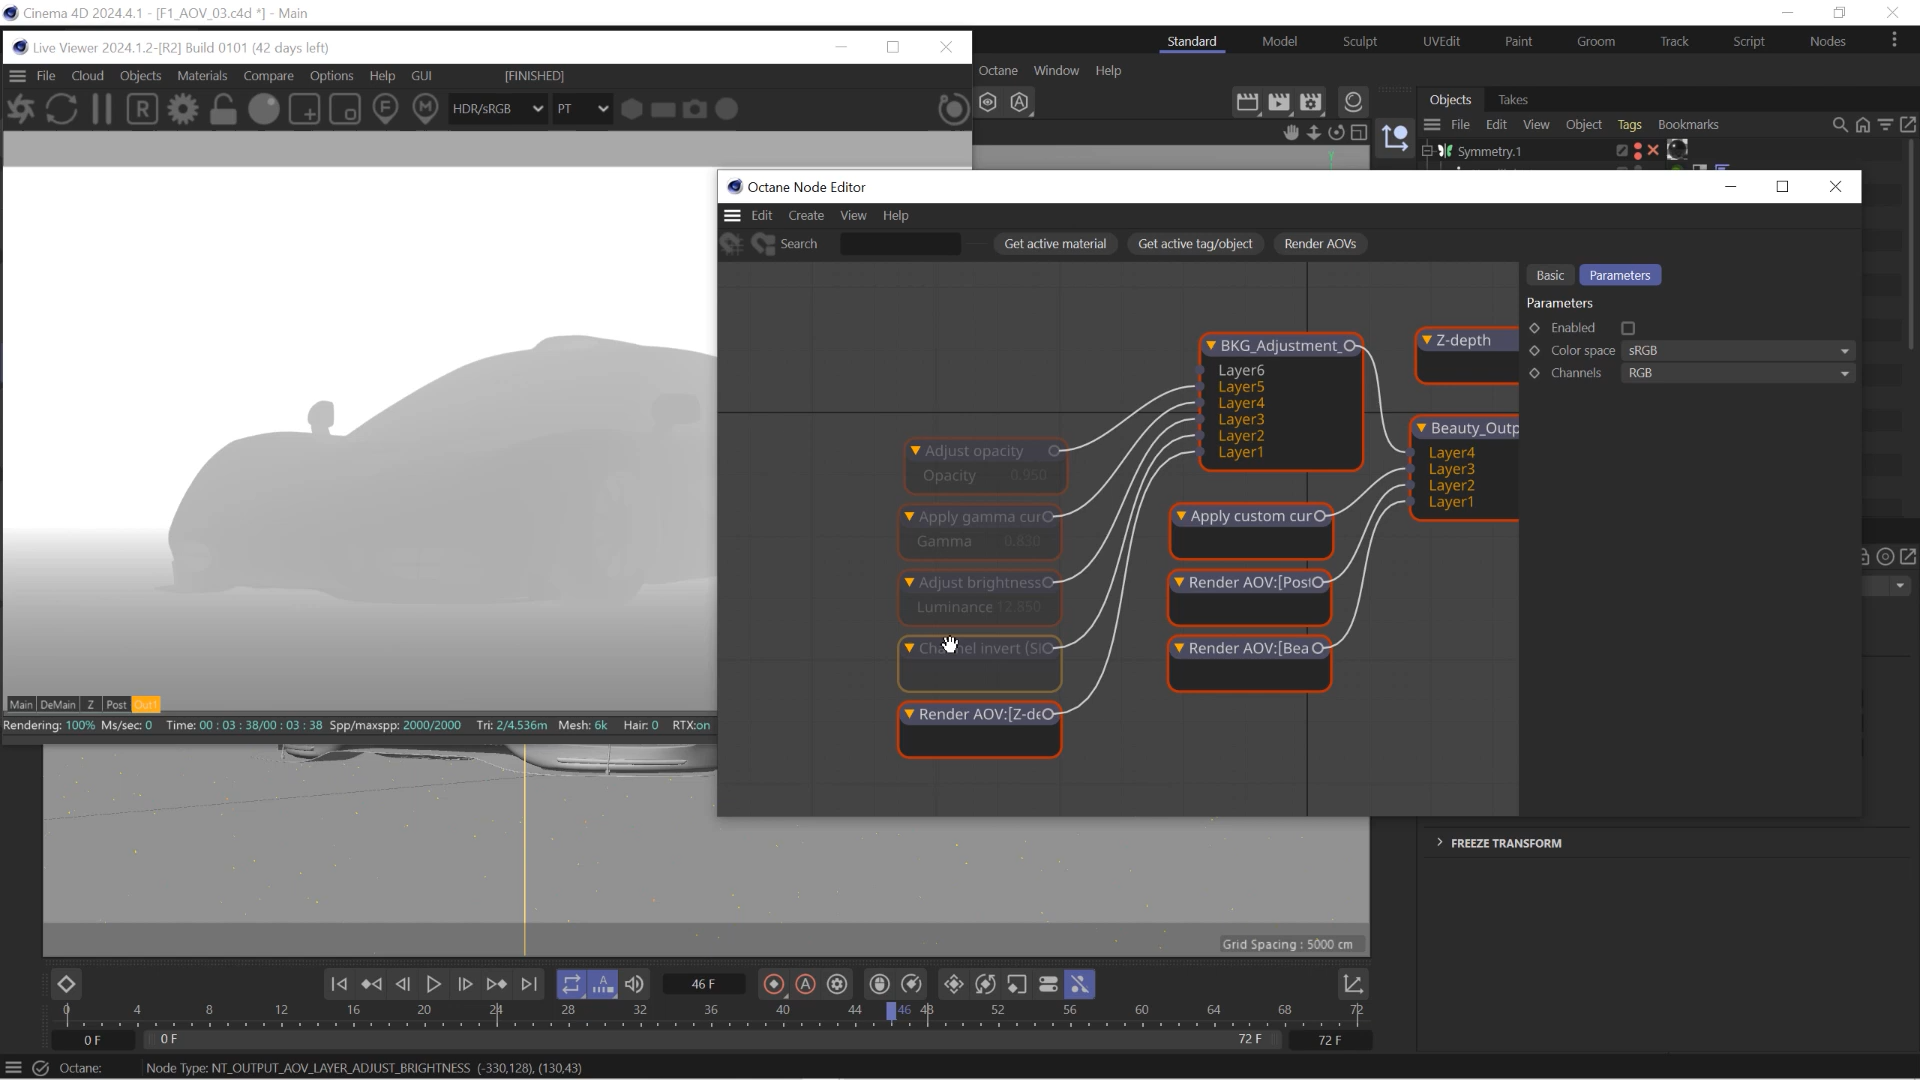 Cinema 4D 2024.4.1 - [F1_AOV_03.c4d *] - Main
Live Viewer 2024.1.2-[R2] Build 0101 (42 days left)
Standard Model Sculpt UVEdit Paint Groom Track Script Nodes
File Cloud Objects Materials Compare Options Help GUI [FINISHED]
Octane Window Help
HDR/sRGB PT
Objects Takes
File Edit View Object Tags Bookmarks
Symmetry.1
Octane Node Editor
Edit Create View Help
Search Get active material Get active tag/object Render AOVs
Basic Parameters
Parameters
Enabled
Color space sRGB
Channels RGB
BKG_Adjustment_
Layer6
Layer5
Layer4
Layer3
Layer2
Layer1
Z-depth
Beauty_Outp
Layer4
Layer3
Layer2
Layer1
Adjust opacity
Opacity 0.950
Apply gamma cur
Gamma 0.830
Adjust brightness
Luminance 12.850
invert (Sl
Render AOV:[Z-de
Apply custom cur
Render AOV:[Post
Render AOV:[Bea
Main DeMain Z Post Out1
Rendering: 100% Ms/sec: 0 Time: 00 : 03 : 38/00 : 03 : 38 Spp/maxspp: 2000/2000 Tri: 2/4.536m Mesh: 6k Hair: 0 RTX:on
FREEZE TRANSFORM
Grid Spacing : 5000 cm
46 F
0 4 8 12 16 20 24 28 32 36 40 44 46 48 52 56 60 64 68 72
0 F 0 F 72 F 72 F
Octane: Node Type: NT_OUTPUT_AOV_LAYER_ADJUST_BRIGHTNESS (-330,128), (130,43)